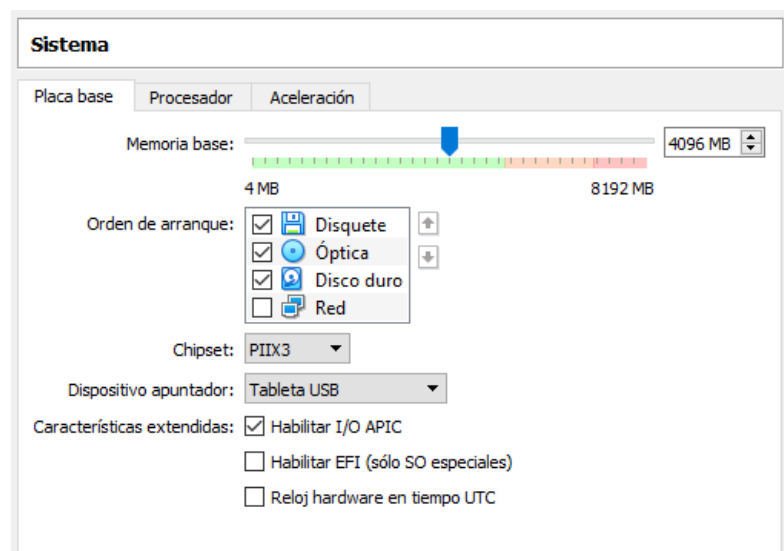 Sistema
Placa base Procesador Aceleración
Memoria base: 4096 MB
4 MB 8192 MB
Orden de arranque: Disquete
Óptica
Disco duro
Red
Chipset: PIIX3
Dispositivo apuntador: Tableta USB
Características extendidas: Habilitar I/O APIC
Habilitar EFI (sólo SO especiales)
Reloj hardware en tiempo UTC